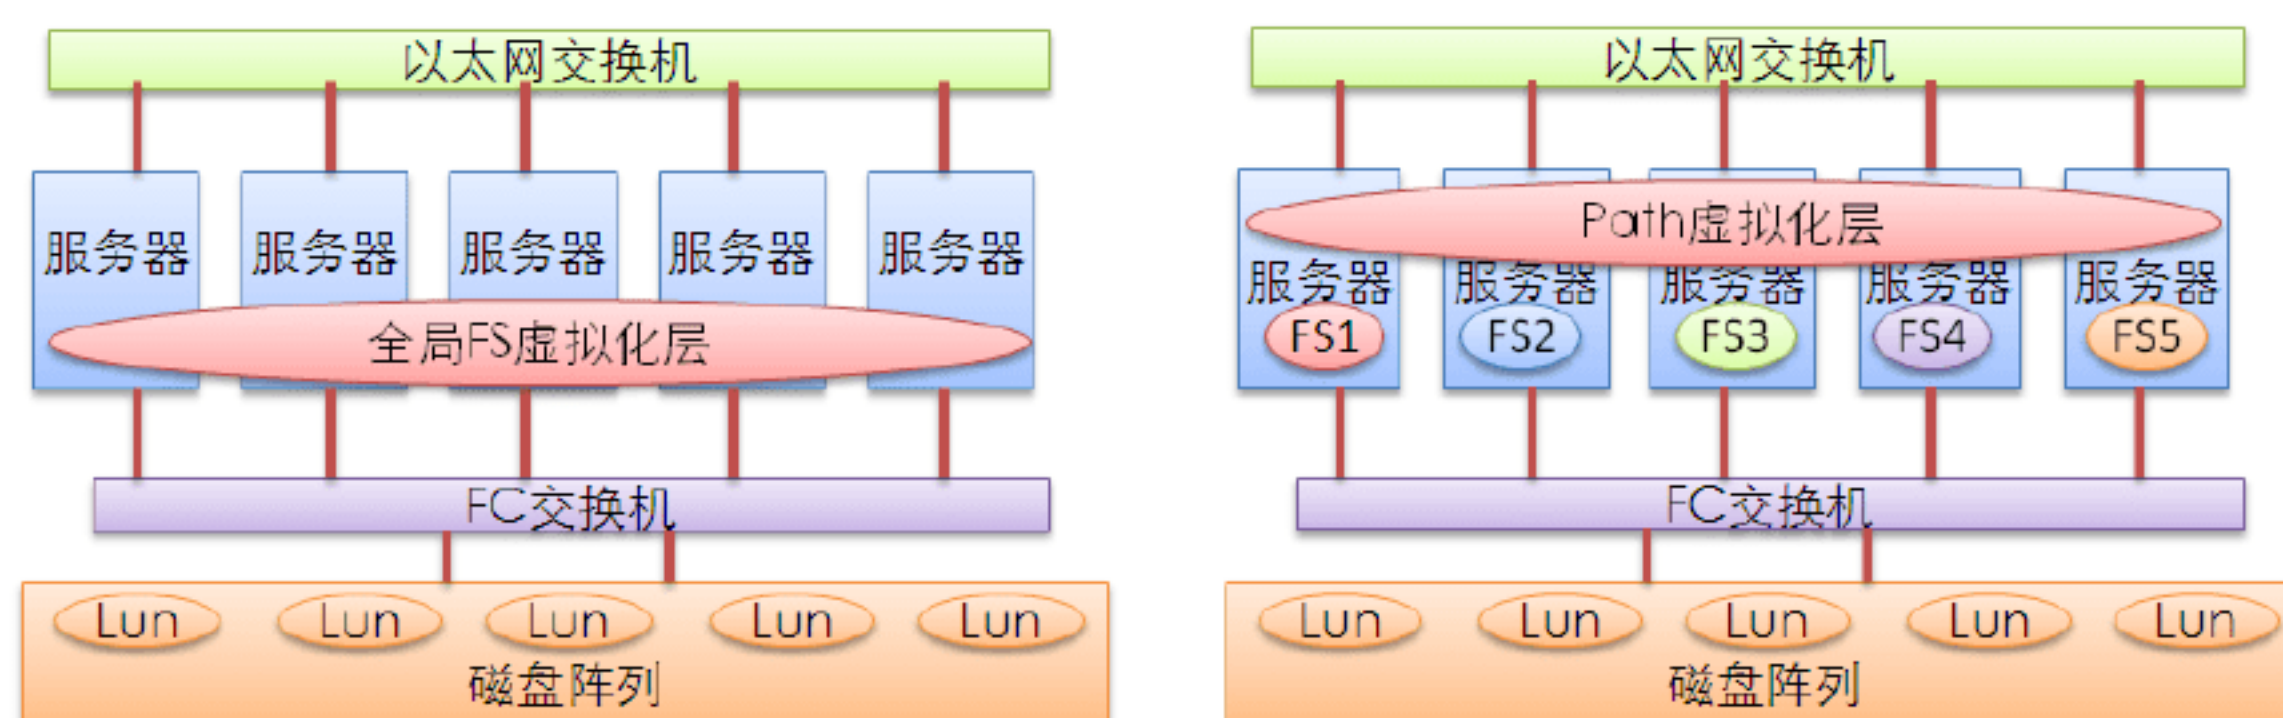 以太网交换机
服务器 服务器 服务器 服务器 服务器
全局FS虚拟化层
FC交换机
Lun Lun Lun Lun Lun
磁盘阵列
以太网交换机
Path虚拟化层
服务器 服务器 服务器 服务器 服务器
FS1 FS2 FS3 FS4 FS5
FC交换机
Lun Lun Lun Lun Lun
磁盘阵列